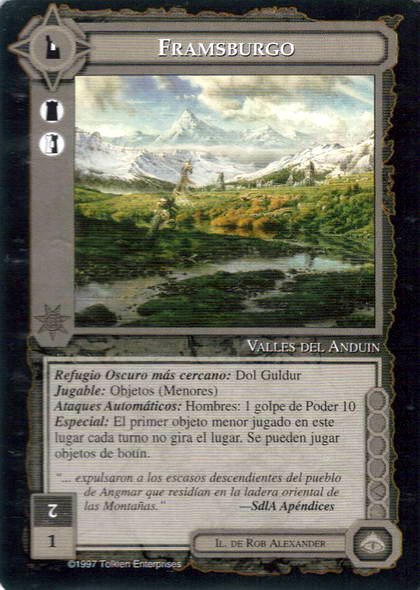 FRAMSBURGO
VALLES DEL ANDUIN
Refugio Oscuro más cercano: Dol Guldur
Jugable: Objetos (Menores)
Ataques Automáticos: Hombres: 1 golpe de Poder 10
Especial: El primer objeto menor jugado en este
lugar cada turno no gira el lugar. Se pueden jugar
objetos de botín.
"... expulsaron a los escasos descendientes del pueblo
de Angmar que residían en la ladera oriental de
las Montañas."
—SdlA Apéndices
2
1
IL. DE ROB ALEXANDER
©1997 Tolkien Enterprises